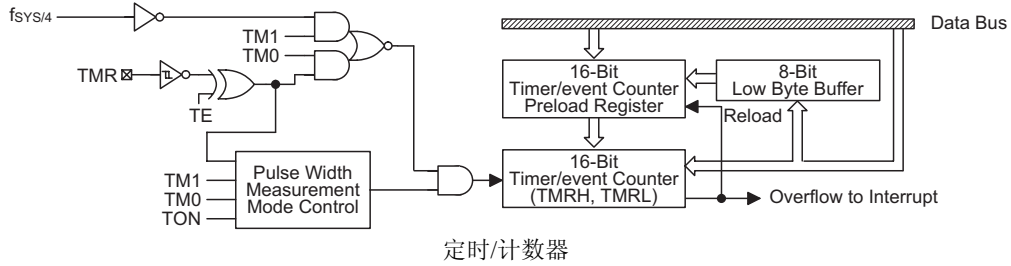 fSYS/4
TM1
TM0
TMR
TE
Pulse Width
Measurement
Mode Control
TM1
TM0
TON
Data Bus
16-Bit
Timer/event Counter
Preload Register
8-Bit
Low Byte Buffer
Reload
16-Bit
Timer/event Counter
(TMRH, TMRL)
Overflow to Interrupt
定时/计数器